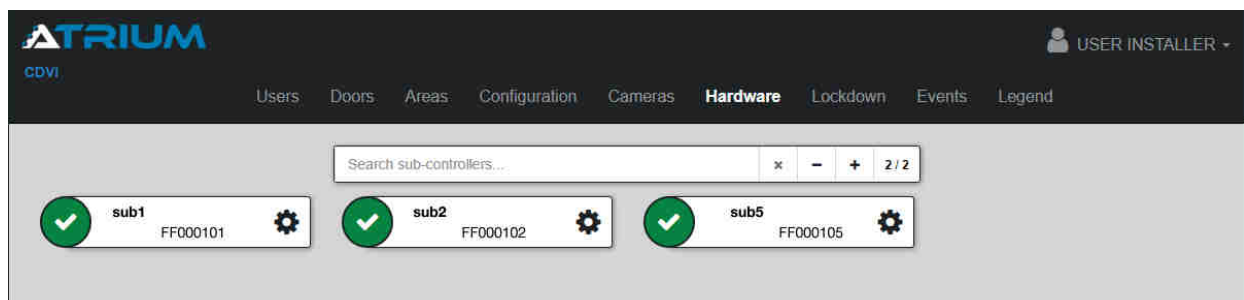 ATRIUM
CDVI
USER INSTALLER
Users Doors Areas Configuration Cameras Hardware Lockdown Events Legend
Search sub-controllers... × − + 2 / 2
sub1
FF000101
sub2
FF000102
sub5
FF000105